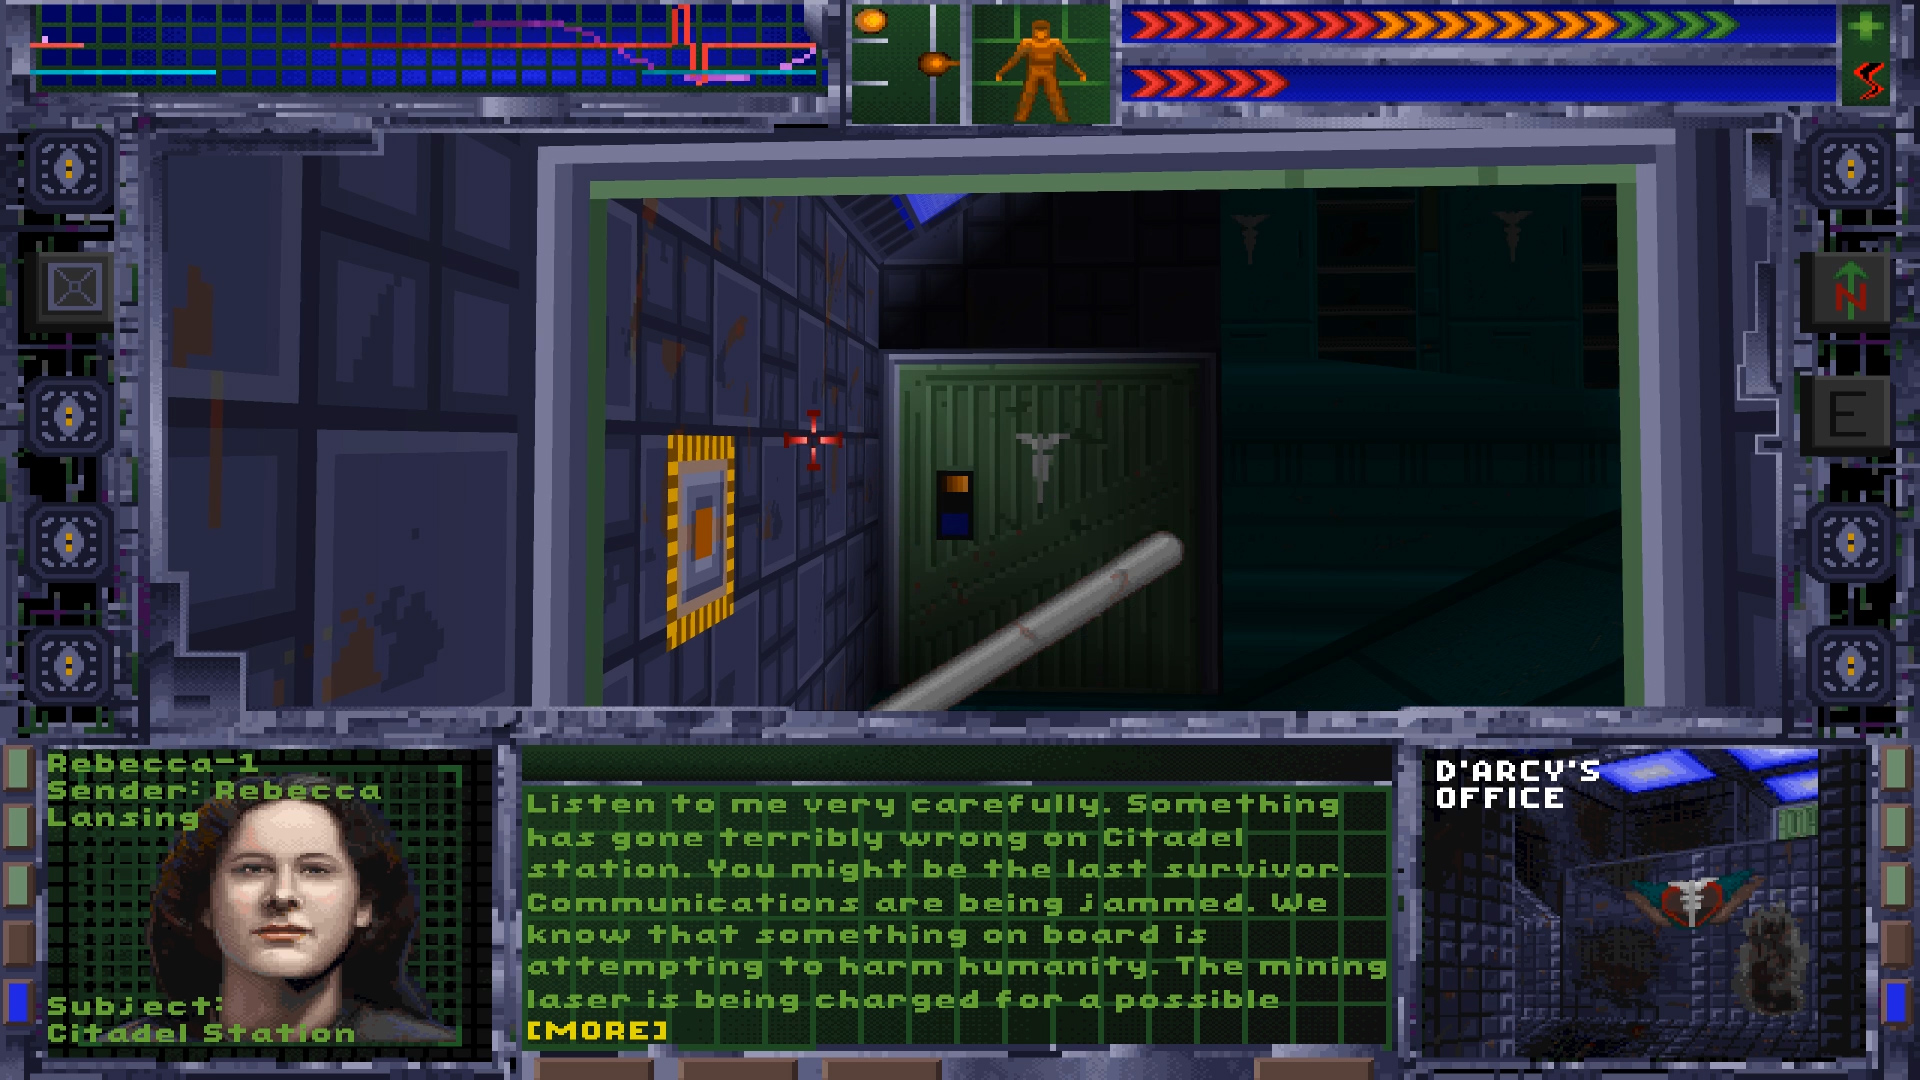 N
E
Rebecca-1
Sender: Rebecca
Lansing
Subject:
Citadel Station
Listen to me very carefully. Something
has gone terribly wrong on Citadel
station. You might be the last survivor.
Communications are being jammed. We
know that something on board is
attempting to harm humanity. The mining
laser is being charged for a possible
[MORE]
D'ARCY'S
OFFICE